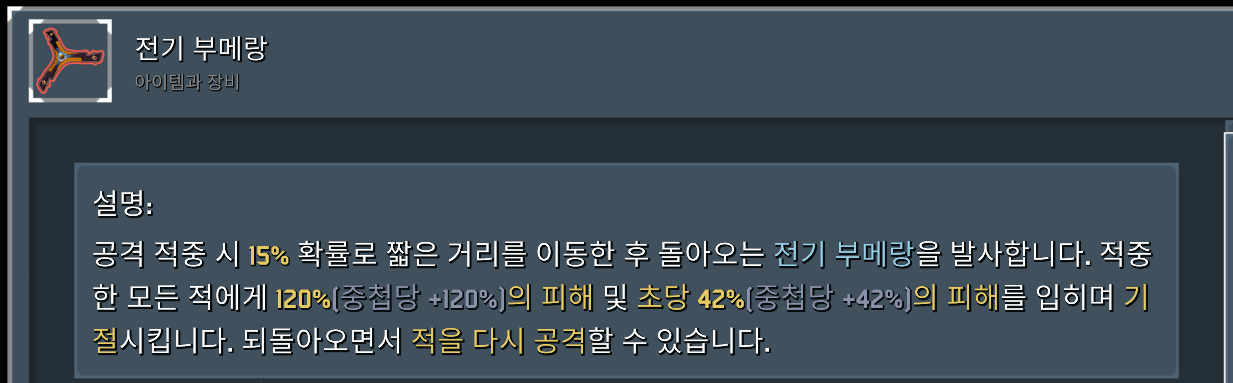 전기 부메랑
아이템과 장비
설명:
공격 적중 시 15% 확률로 짧은 거리를 이동한 후 돌아오는 전기 부메랑을 발사합니다. 적중
한 모든 적에게 120%(중첩당 +120%)의 피해 및 초당 42%(중첩당 +42%)의 피해를 입히며 기
절시킵니다. 되돌아오면서 적을 다시 공격할 수 있습니다.